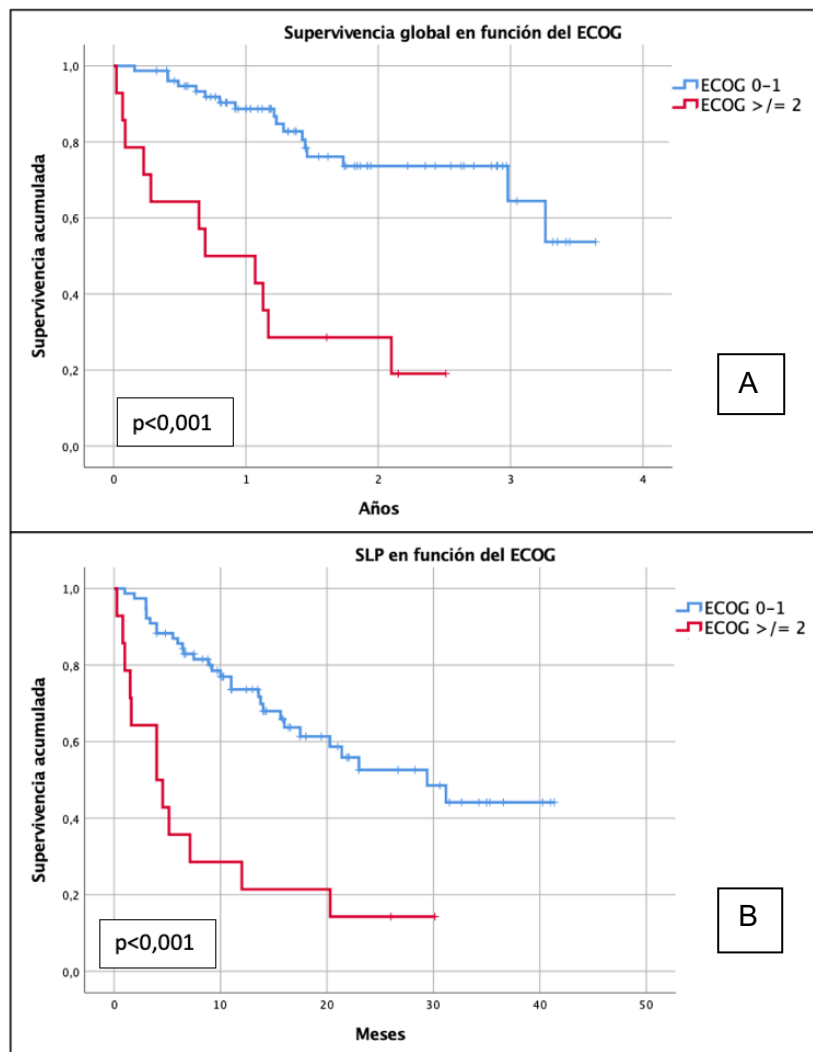 Supervivencia global en función del ECOG
1,0
0,8
0,6
0,4
0,2
0,0
Supervivencia acumulada
ECOG 0-1
ECOG >/= 2
A
p<0,001
0 1 2 3 4
Años
SLP en función del ECOG
1,0
0,8
0,6
0,4
0,2
0,0
Supervivencia acumulada
ECOG 0-1
ECOG >/= 2
B
p<0,001
0 10 20 30 40 50
Meses